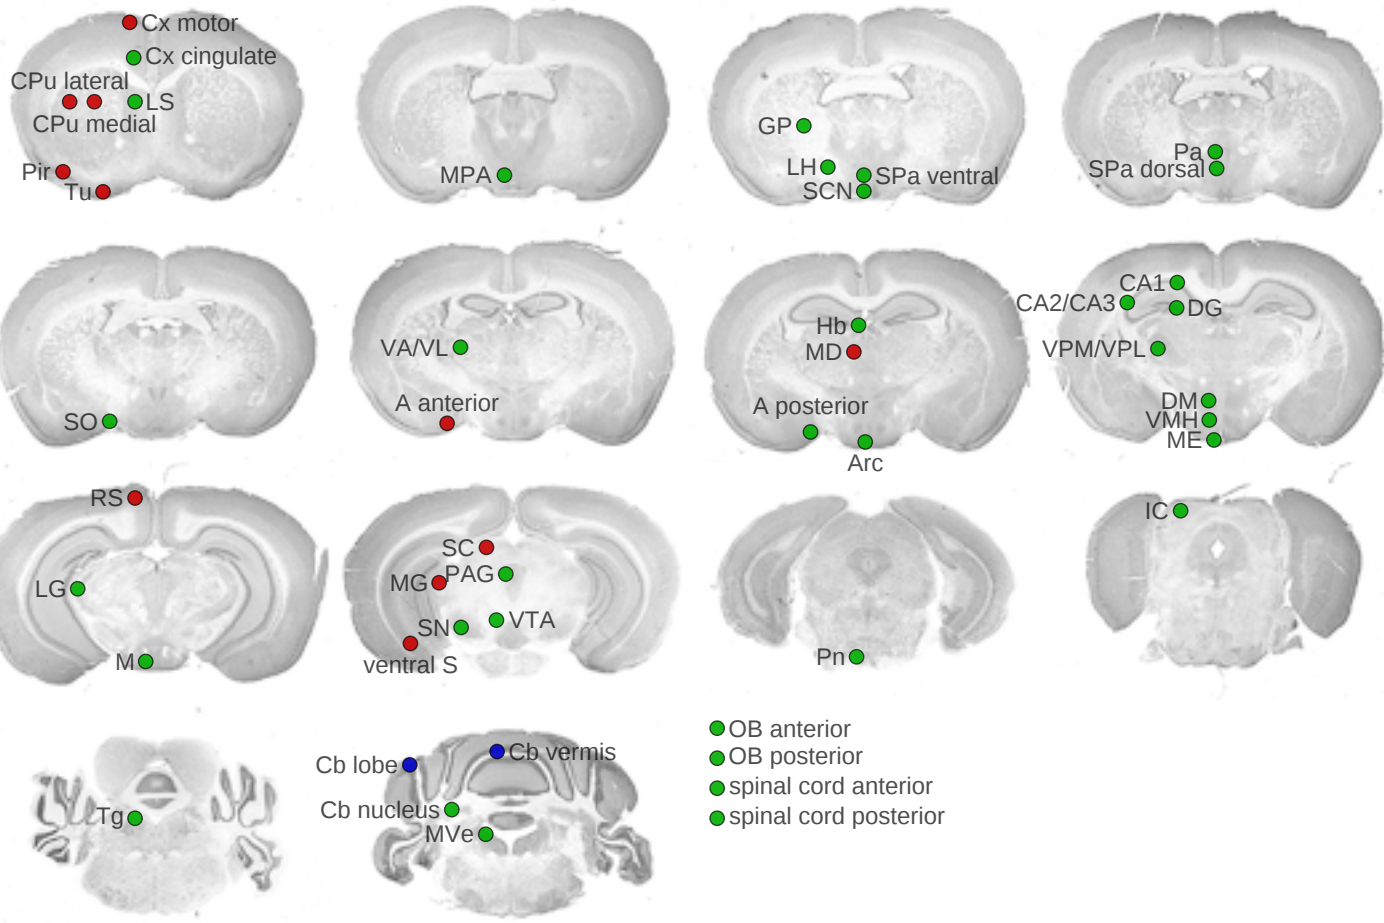 Cx motor
Cx cingulate
CPu lateral
LS
CPu medial
Pir
Tu
MPA
GP
LH
SPa ventral
SCN
Pa
SPa dorsal
SO
VA/VL
A anterior
Hb
MD
A posterior
Arc
CA1
CA2/CA3
DG
VPM/VPL
DM
VMH
ME
RS
LG
M
SC
MG
PAG
SN
VTA
ventral S
Pn
IC
Tg
Cb lobe
Cb vermis
Cb nucleus
MVe
OB anterior
OB posterior
spinal cord anterior
spinal cord posterior